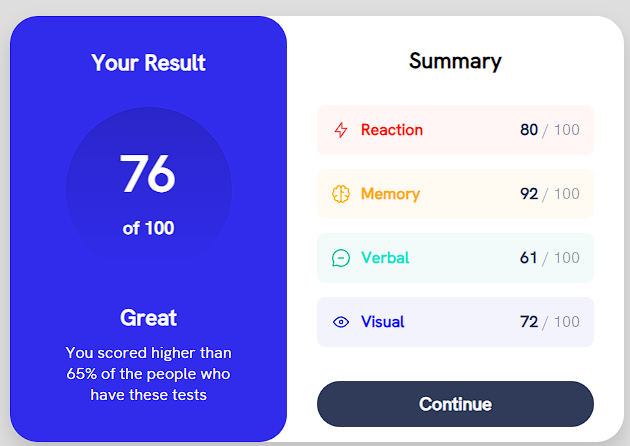 Your Result
76
of 100
Great
You scored higher than
65% of the people who
have these tests
Summary
Reaction 80 / 100
Memory 92 / 100
Verbal 61 / 100
Visual 72 / 100
Continue